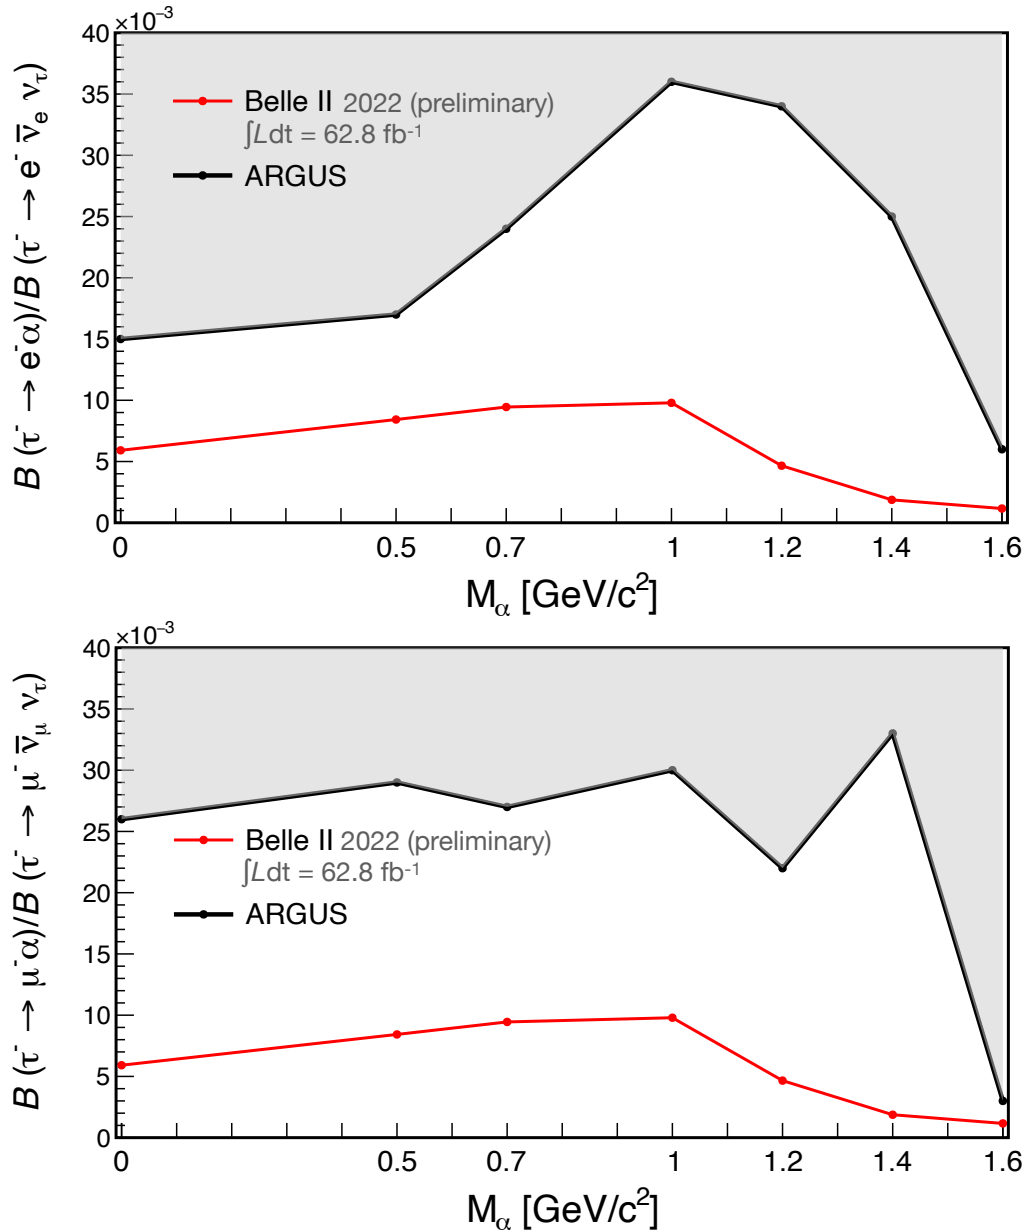 ×10⁻³
B (τ⁻ → e⁻α)/B (τ⁻ → e⁻ ν̅ₑ ν_τ)
40
35
30
25
20
15
10
5
0
Belle II 2022 (preliminary)
∫Ldt = 62.8 fb⁻¹
ARGUS
0 0.5 0.7 1 1.2 1.4 1.6
M_α [GeV/c²]
×10⁻³
B (τ⁻ → μ⁻α)/B (τ⁻ → μ⁻ ν̅_μ ν_τ)
40
35
30
25
20
15
10
5
0
Belle II 2022 (preliminary)
∫Ldt = 62.8 fb⁻¹
ARGUS
0 0.5 0.7 1 1.2 1.4 1.6
M_α [GeV/c²]